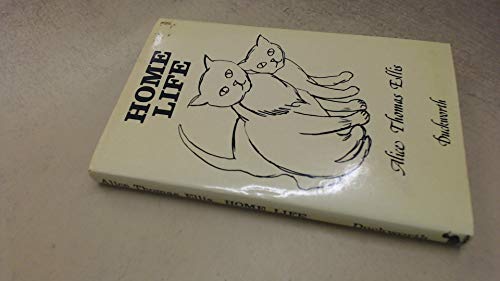 HOME
LIFE
Alice Thomas Ellis
Duckworth
Alice Thomas Ellis HOME LIFE Duckworth